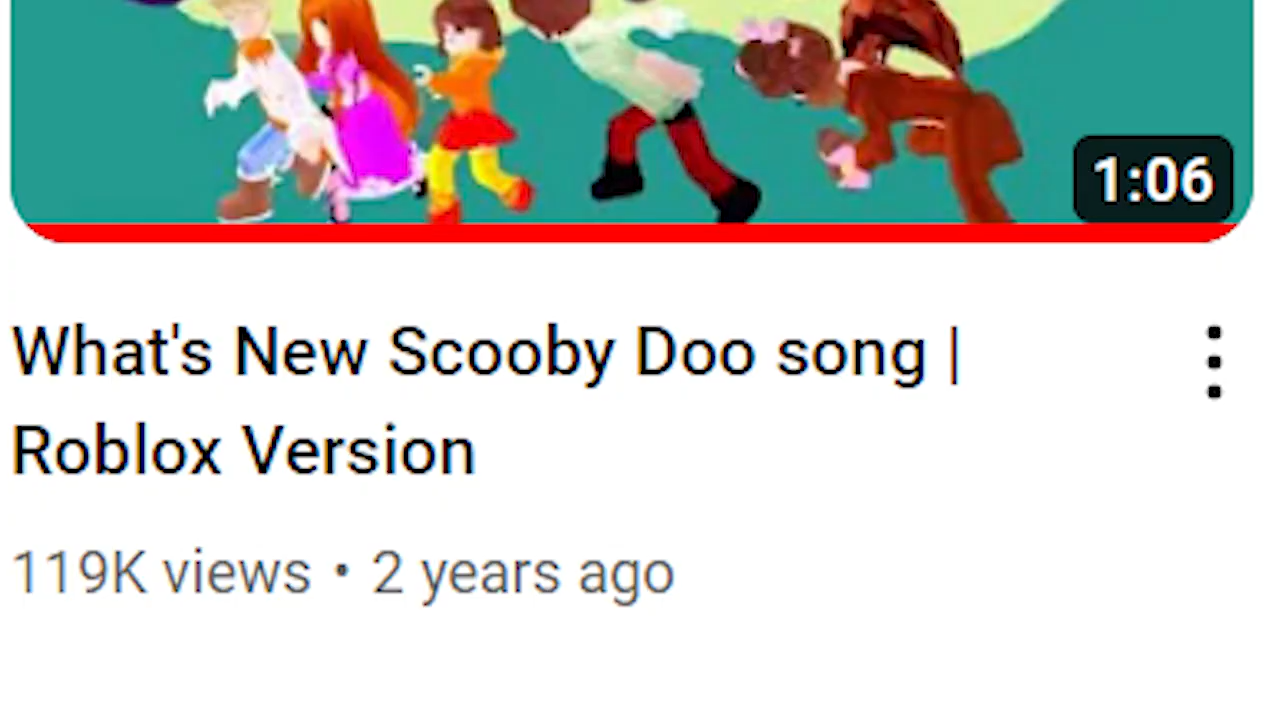 1:06
What's New Scooby Doo song |
Roblox Version
119K views • 2 years ago